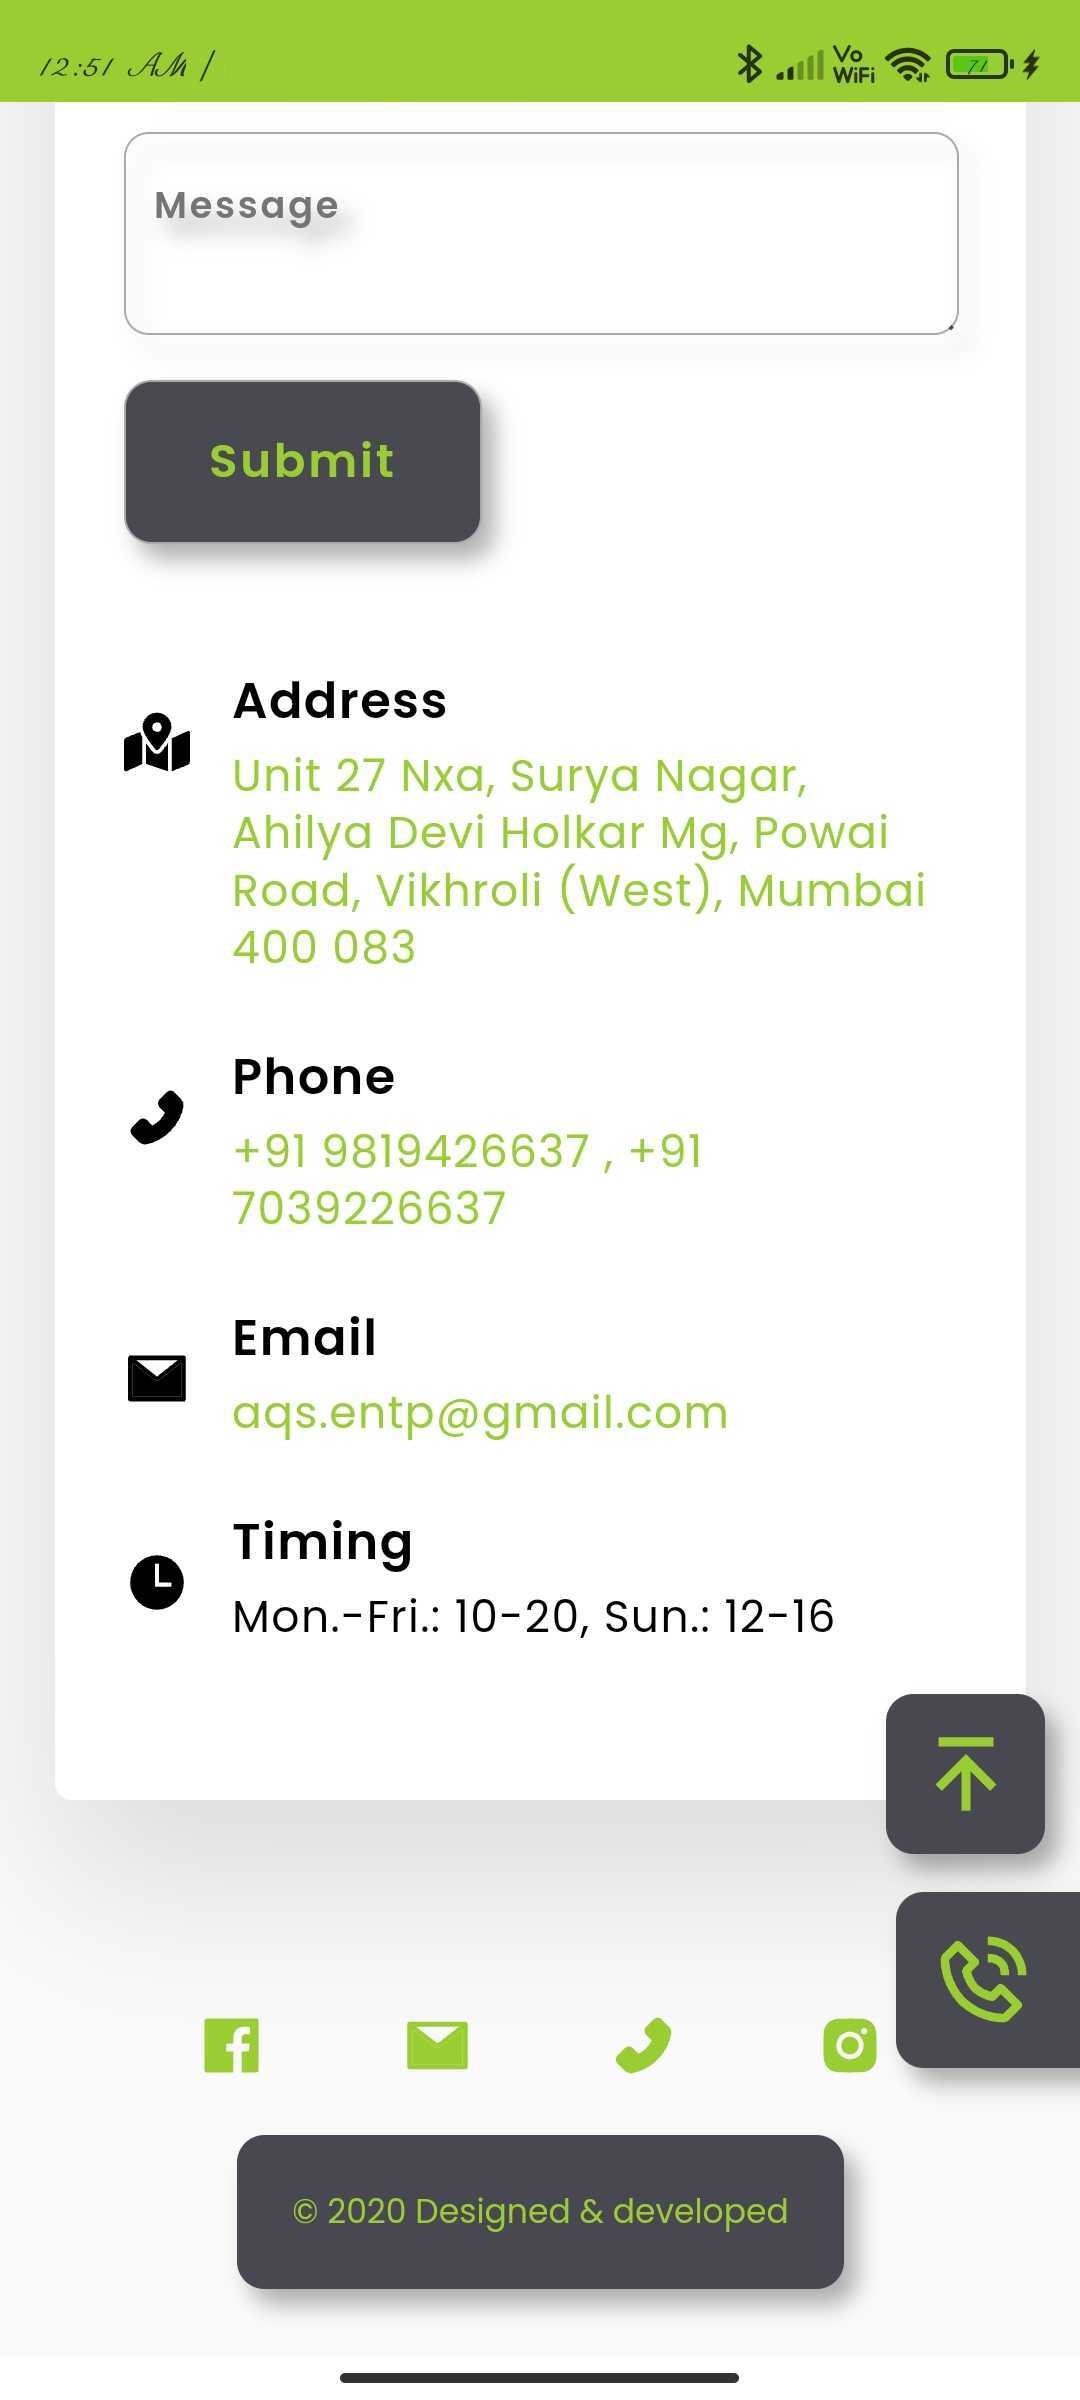 12:51 AM |
Vo
WiFi
71
Message
Submit
Address
Unit 27 Nxa, Surya Nagar,
Ahilya Devi Holkar Mg, Powai
Road, Vikhroli (West), Mumbai
400 083
Phone
+91 9819426637 , +91
7039226637
Email
aqs.entp@gmail.com
Timing
Mon.-Fri.: 10-20, Sun.: 12-16
© 2020 Designed & developed